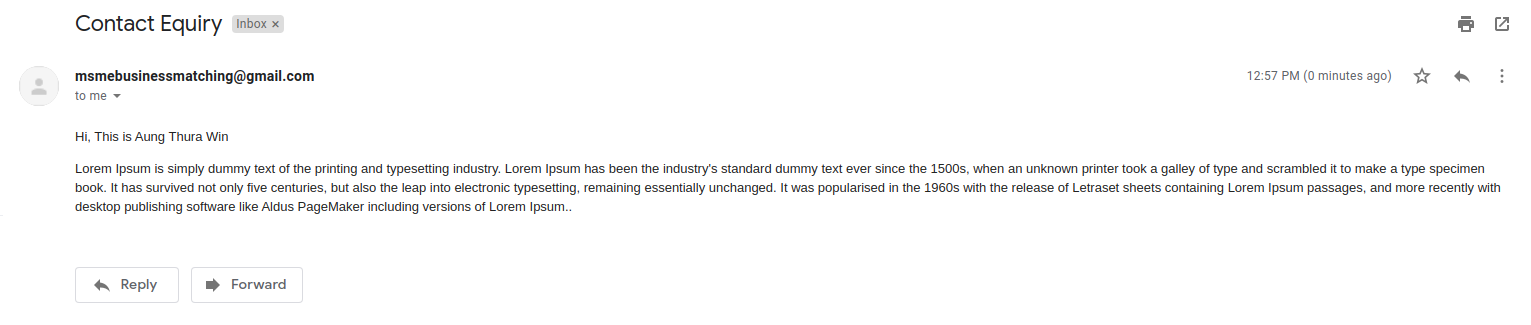 Contact Equiry Inbox ×
msmebusinessmatching@gmail.com 12:57 PM (0 minutes ago)
to me
Hi, This is Aung Thura Win
Lorem Ipsum is simply dummy text of the printing and typesetting industry. Lorem Ipsum has been the industry's standard dummy text ever since the 1500s, when an unknown printer took a galley of type and scrambled it to make a type specimen
book. It has survived not only five centuries, but also the leap into electronic typesetting, remaining essentially unchanged. It was popularised in the 1960s with the release of Letraset sheets containing Lorem Ipsum passages, and more recently with
desktop publishing software like Aldus PageMaker including versions of Lorem Ipsum..
Reply Forward